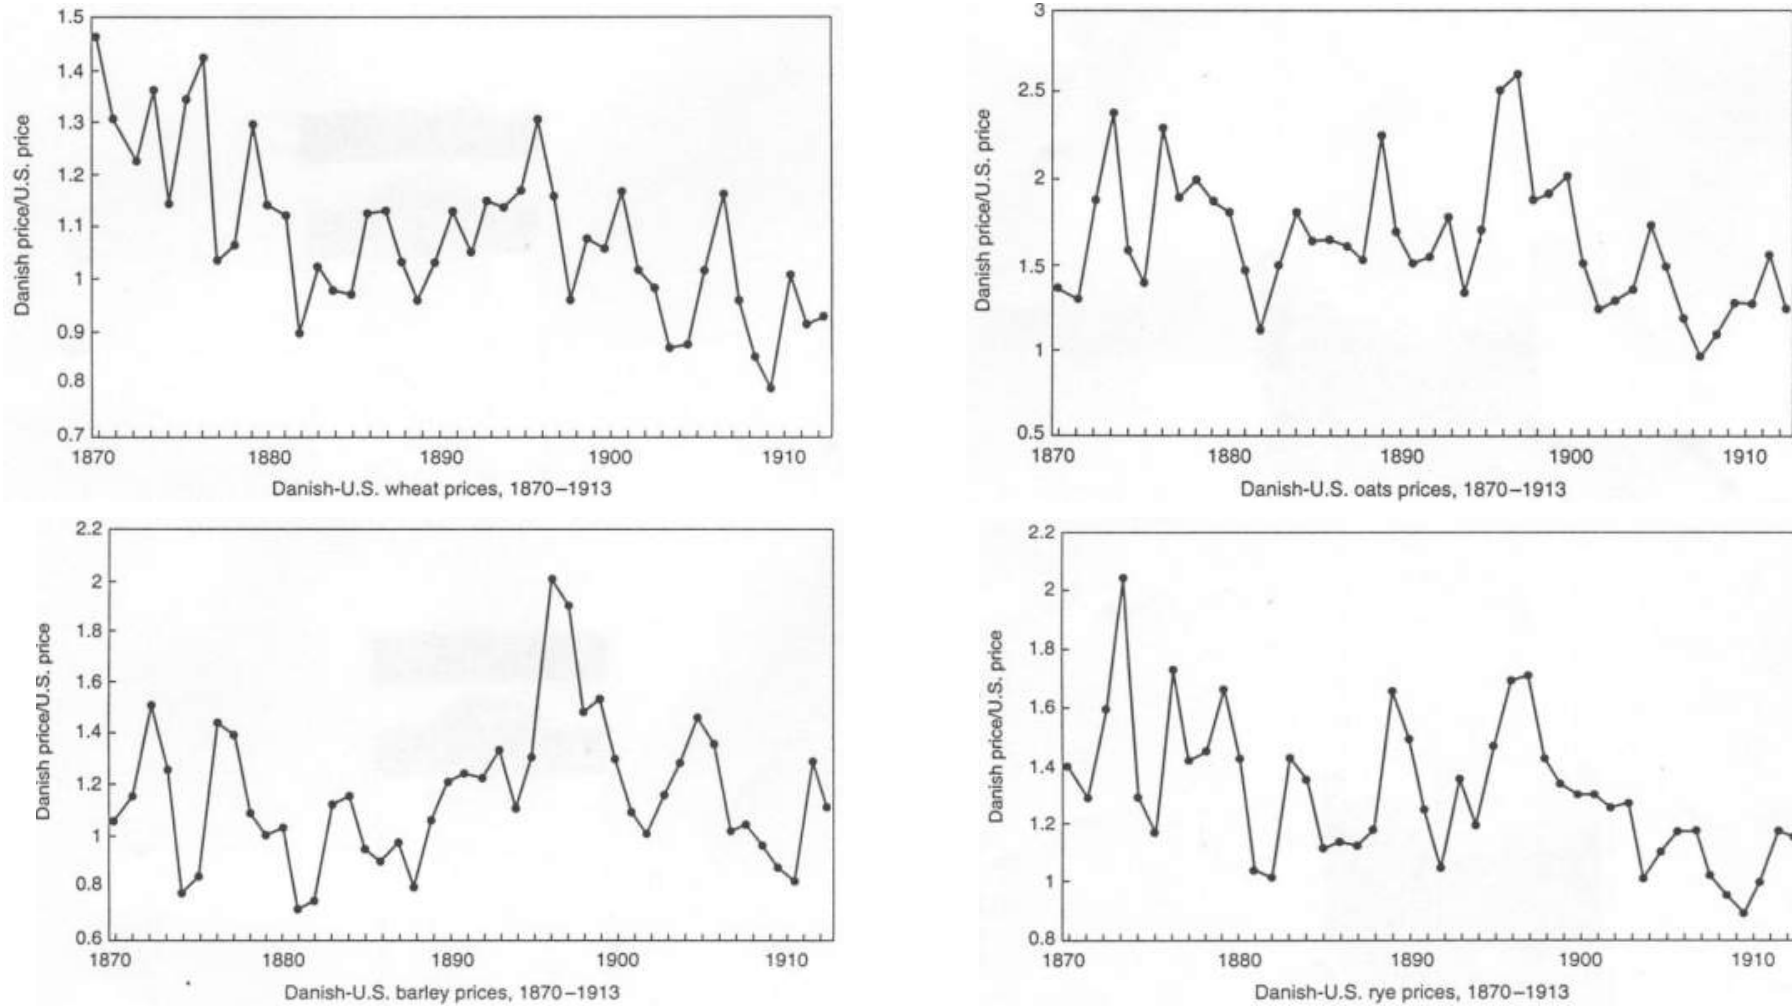 Danish price/U.S. price
1.5
1.4
1.3
1.2
1.1
1
0.9
0.8
0.7
1870 1880 1890 1900 1910
Danish-U.S. wheat prices, 1870–1913
Danish price/U.S. price
3
2.5
2
1.5
1
0.5
1870 1880 1890 1900 1910
Danish-U.S. oats prices, 1870–1913
Danish price/U.S. price
2.2
2
1.8
1.6
1.4
1.2
1
0.8
0.6
1870 1880 1890 1900 1910
Danish-U.S. barley prices, 1870–1913
Danish price/U.S. price
2.2
2
1.8
1.6
1.4
1.2
1
0.8
1870 1880 1890 1900 1910
Danish-U.S. rye prices, 1870–1913